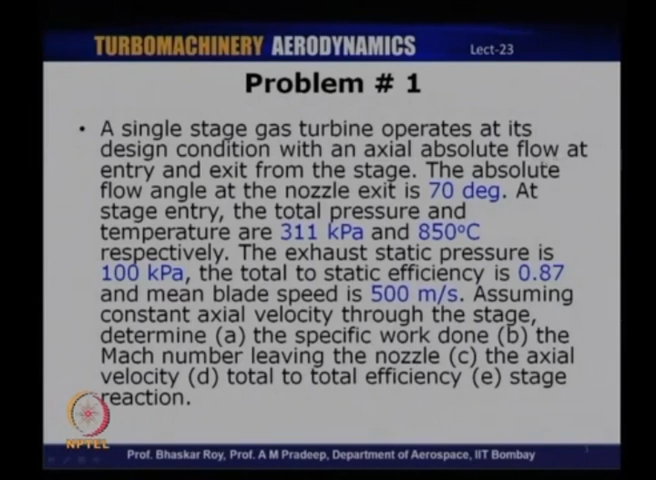 TURBOMACHINERY AERODYNAMICS Lect-23
Problem # 1
• A single stage gas turbine operates at its
design condition with an axial absolute flow at
entry and exit from the stage. The absolute
flow angle at the nozzle exit is 70 deg. At
stage entry, the total pressure and
temperature are 311 kPa and 850°C
respectively. The exhaust static pressure is
100 kPa, the total to static efficiency is 0.87
and mean blade speed is 500 m/s. Assuming
constant axial velocity through the stage,
determine (a) the specific work done (b) the
Mach number leaving the nozzle (c) the axial
velocity (d) total to total efficiency (e) stage
reaction.
NPTEL
Prof. Bhaskar Roy, Prof. A M Pradeep, Department of Aerospace, IIT Bombay
1